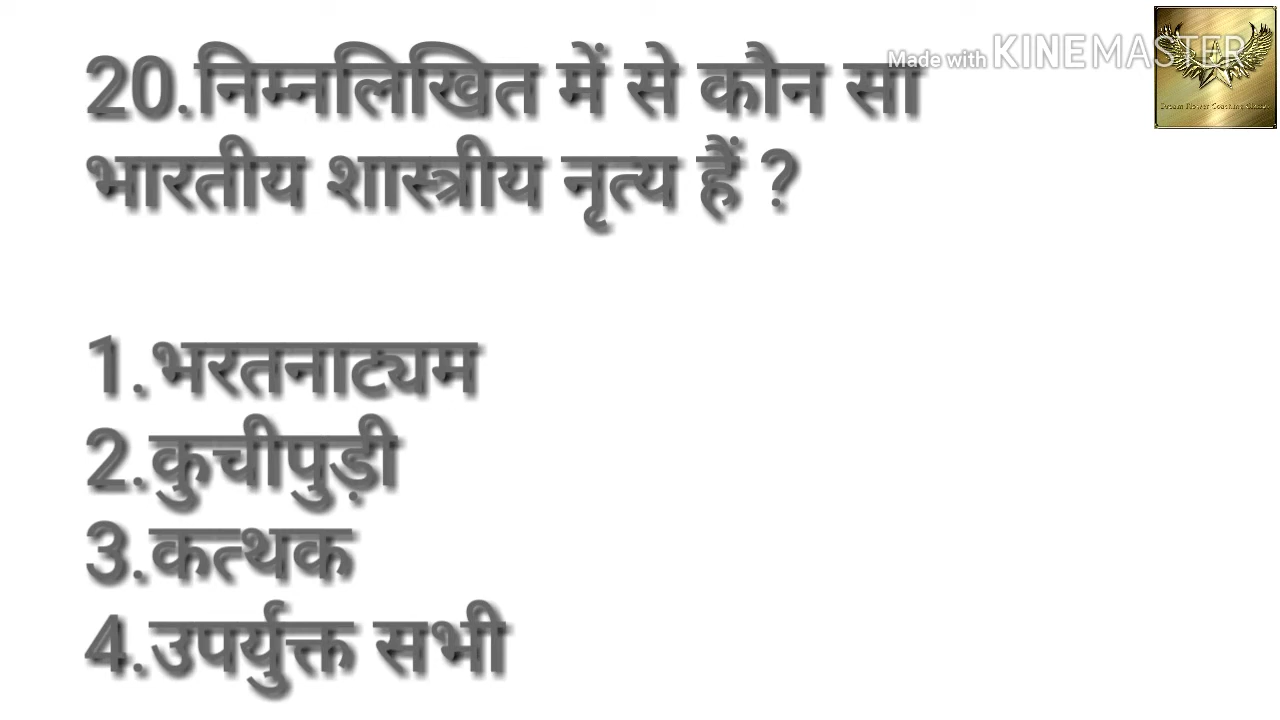 Made with KINEMASTER
20.निम्नलिखित में से कौन सा
भारतीय शास्त्रीय नृत्य हैं ?
1.भरतनाट्यम
2.कुचीपुड़ी
3.कत्थक
4.उपर्युक्त सभी